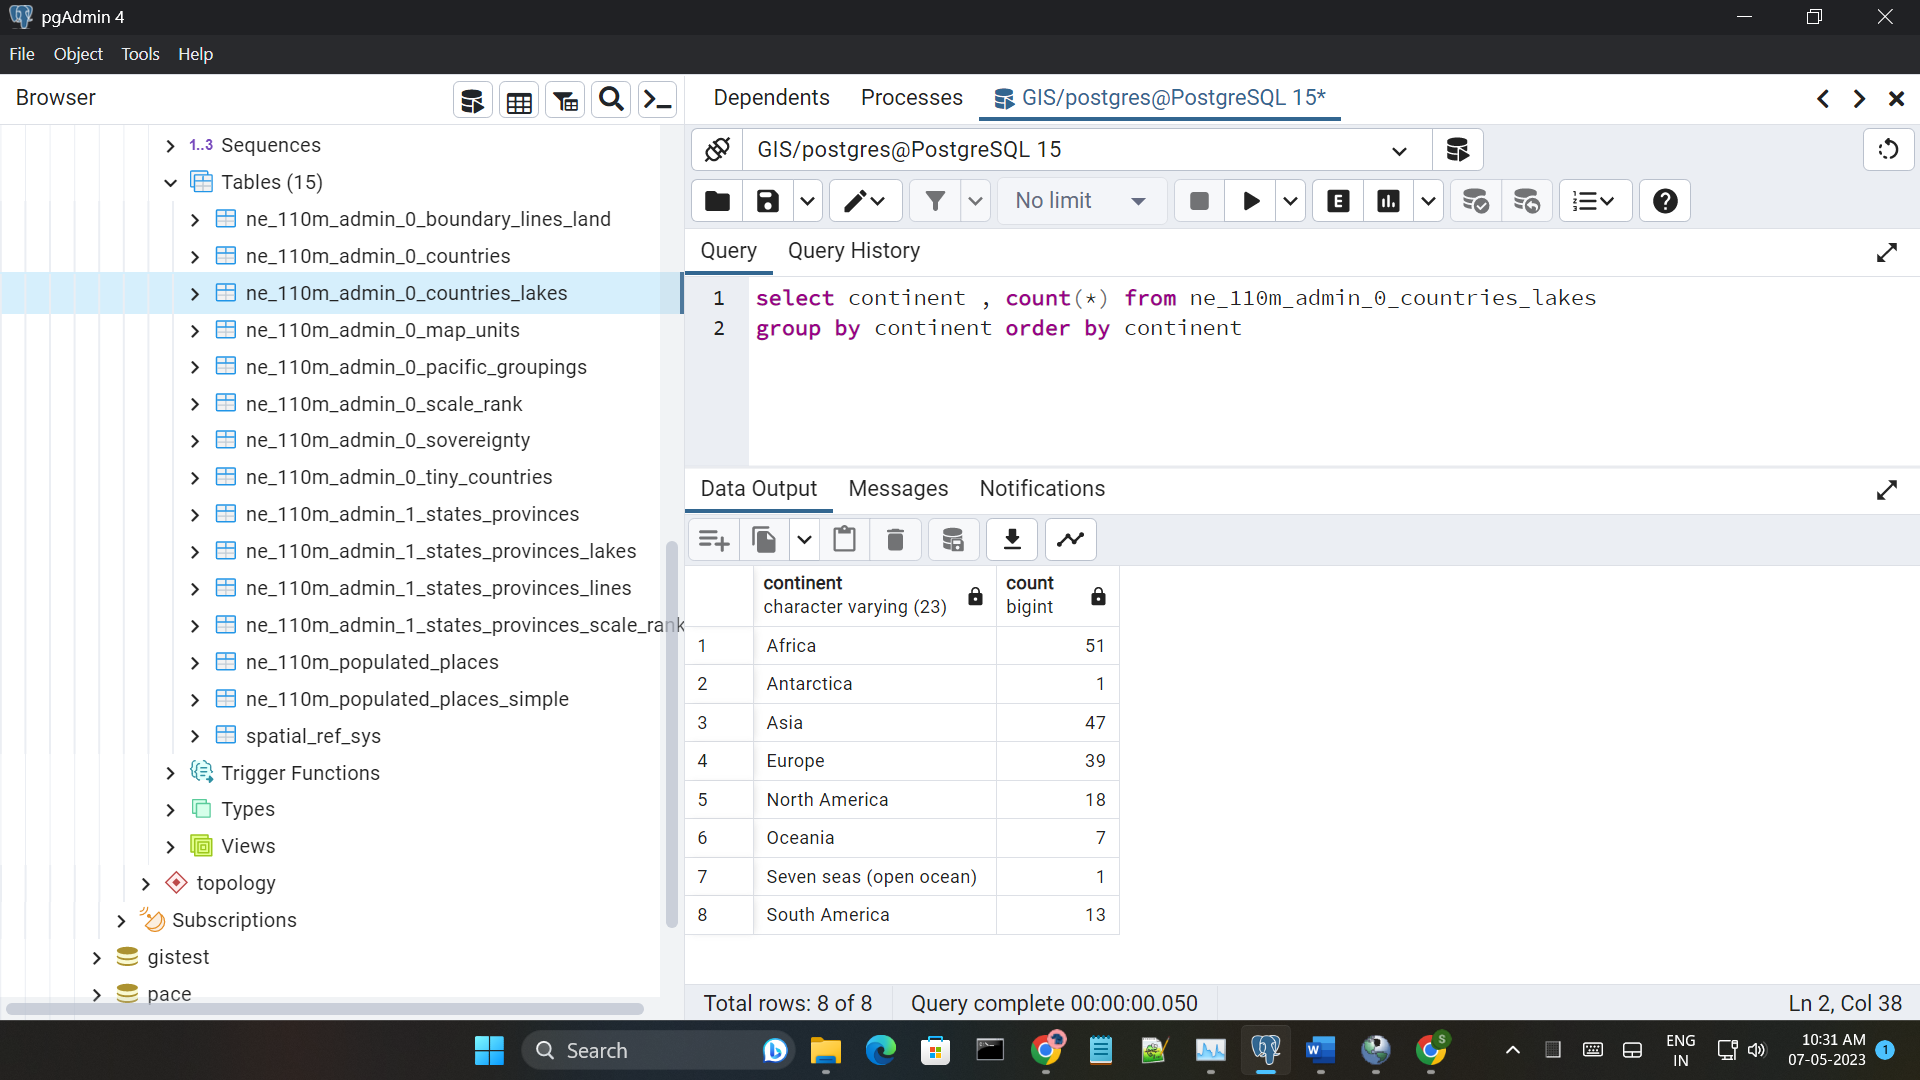 pgAdmin 4
File Object Tools Help
Browser
Dependents Processes GIS/postgres@PostgreSQL 15*
1..3 Sequences
Tables (15)
ne_110m_admin_0_boundary_lines_land
ne_110m_admin_0_countries
ne_110m_admin_0_countries_lakes
ne_110m_admin_0_map_units
ne_110m_admin_0_pacific_groupings
ne_110m_admin_0_scale_rank
ne_110m_admin_0_sovereignty
ne_110m_admin_0_tiny_countries
ne_110m_admin_1_states_provinces
ne_110m_admin_1_states_provinces_lakes
ne_110m_admin_1_states_provinces_lines
ne_110m_admin_1_states_provinces_scale_rank
ne_110m_populated_places
ne_110m_populated_places_simple
spatial_ref_sys
Trigger Functions
Types
Views
topology
Subscriptions
gistest
pace
GIS/postgres@PostgreSQL 15
No limit
E
Query Query History
1 select continent , count(*) from ne_110m_admin_0_countries_lakes
2 group by continent order by continent
Data Output Messages Notifications
continent count
character varying (23) bigint
1 Africa 51
2 Antarctica 1
3 Asia 47
4 Europe 39
5 North America 18
6 Oceania 7
7 Seven seas (open ocean) 1
8 South America 13
Total rows: 8 of 8 Query complete 00:00:00.050 Ln 2, Col 38
Search
W
S
ENG
IN
10:31 AM
07-05-2023
1